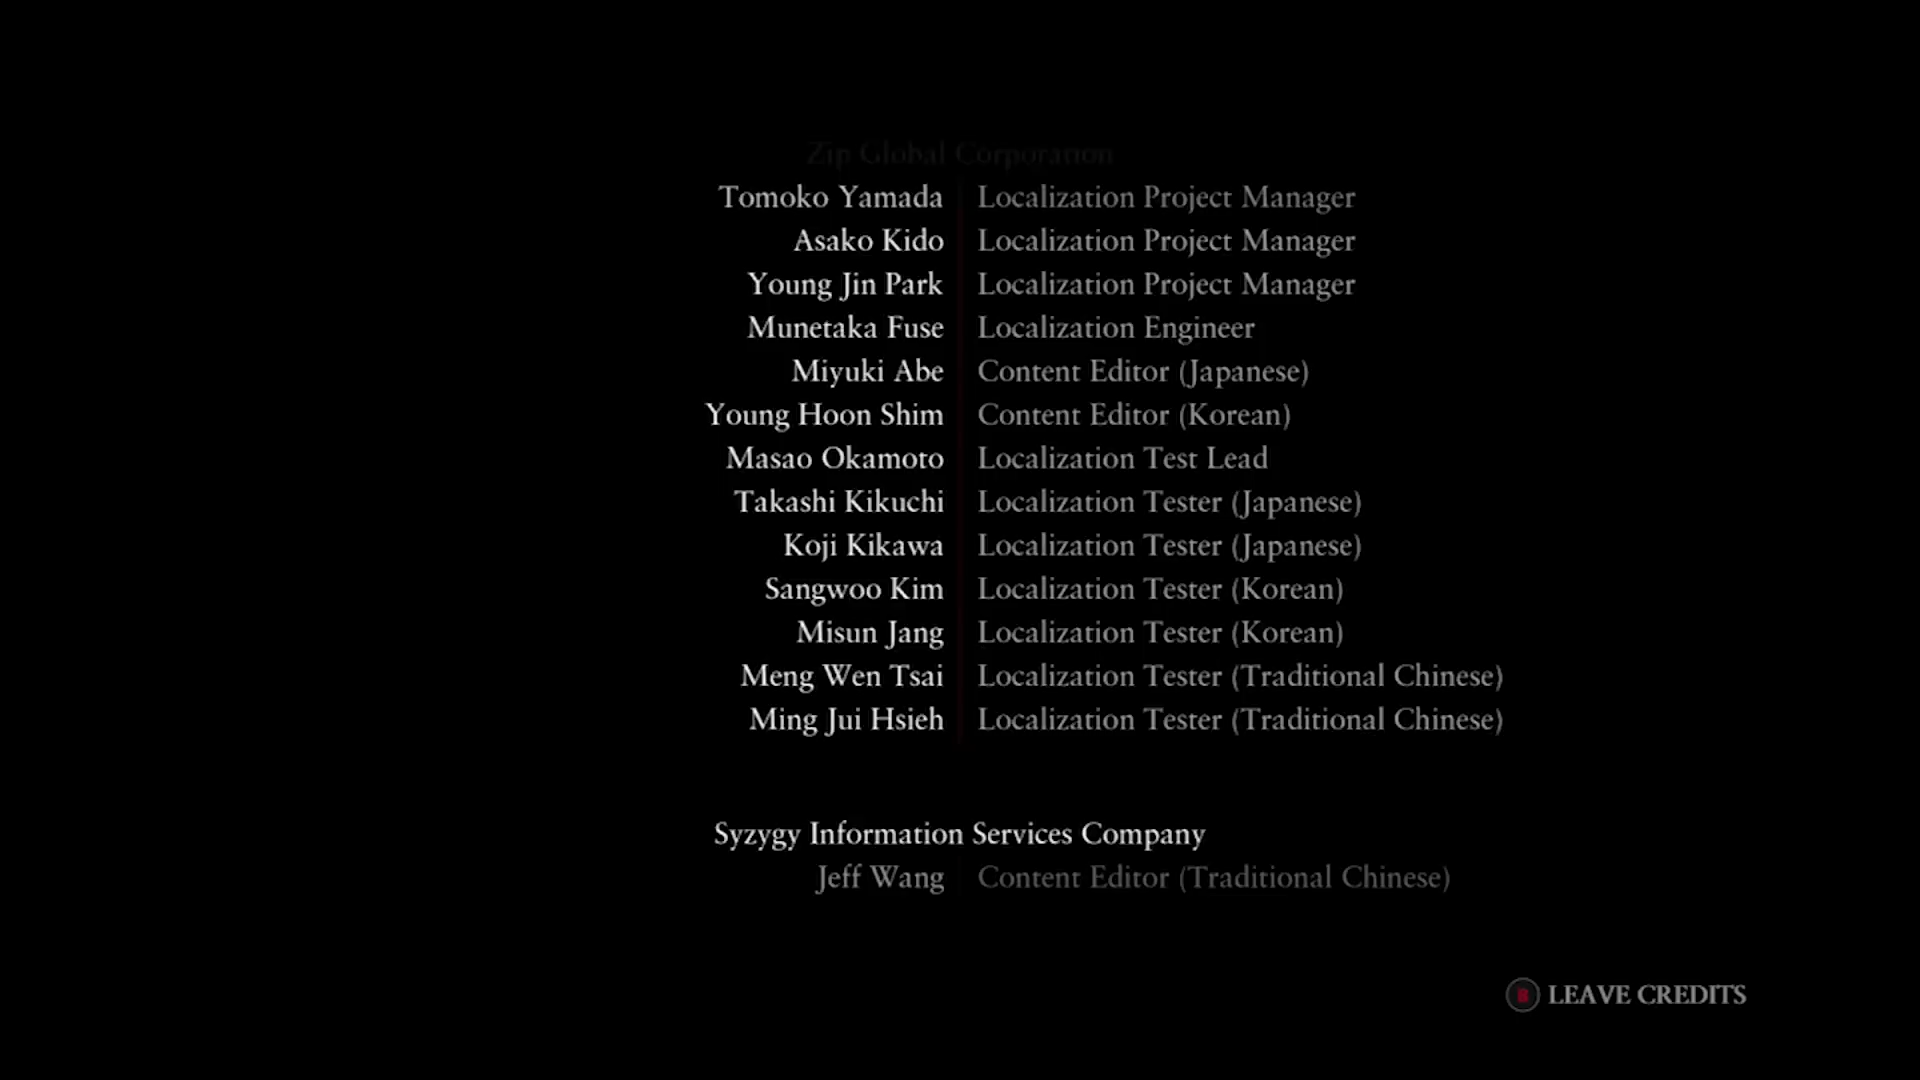 Zip Global Corporation
Tomoko Yamada Localization Project Manager
Asako Kido Localization Project Manager
Young Jin Park Localization Project Manager
Munetaka Fuse Localization Engineer
Miyuki Abe Content Editor (Japanese)
Young Hoon Shim Content Editor (Korean)
Masao Okamoto Localization Test Lead
Takashi Kikuchi Localization Tester (Japanese)
Koji Kikawa Localization Tester (Japanese)
Sangwoo Kim Localization Tester (Korean)
Misun Jang Localization Tester (Korean)
Meng Wen Tsai Localization Tester (Traditional Chinese)
Ming Jui Hsieh Localization Tester (Traditional Chinese)
Syzygy Information Services Company
Jeff Wang Content Editor (Traditional Chinese)
B LEAVE CREDITS